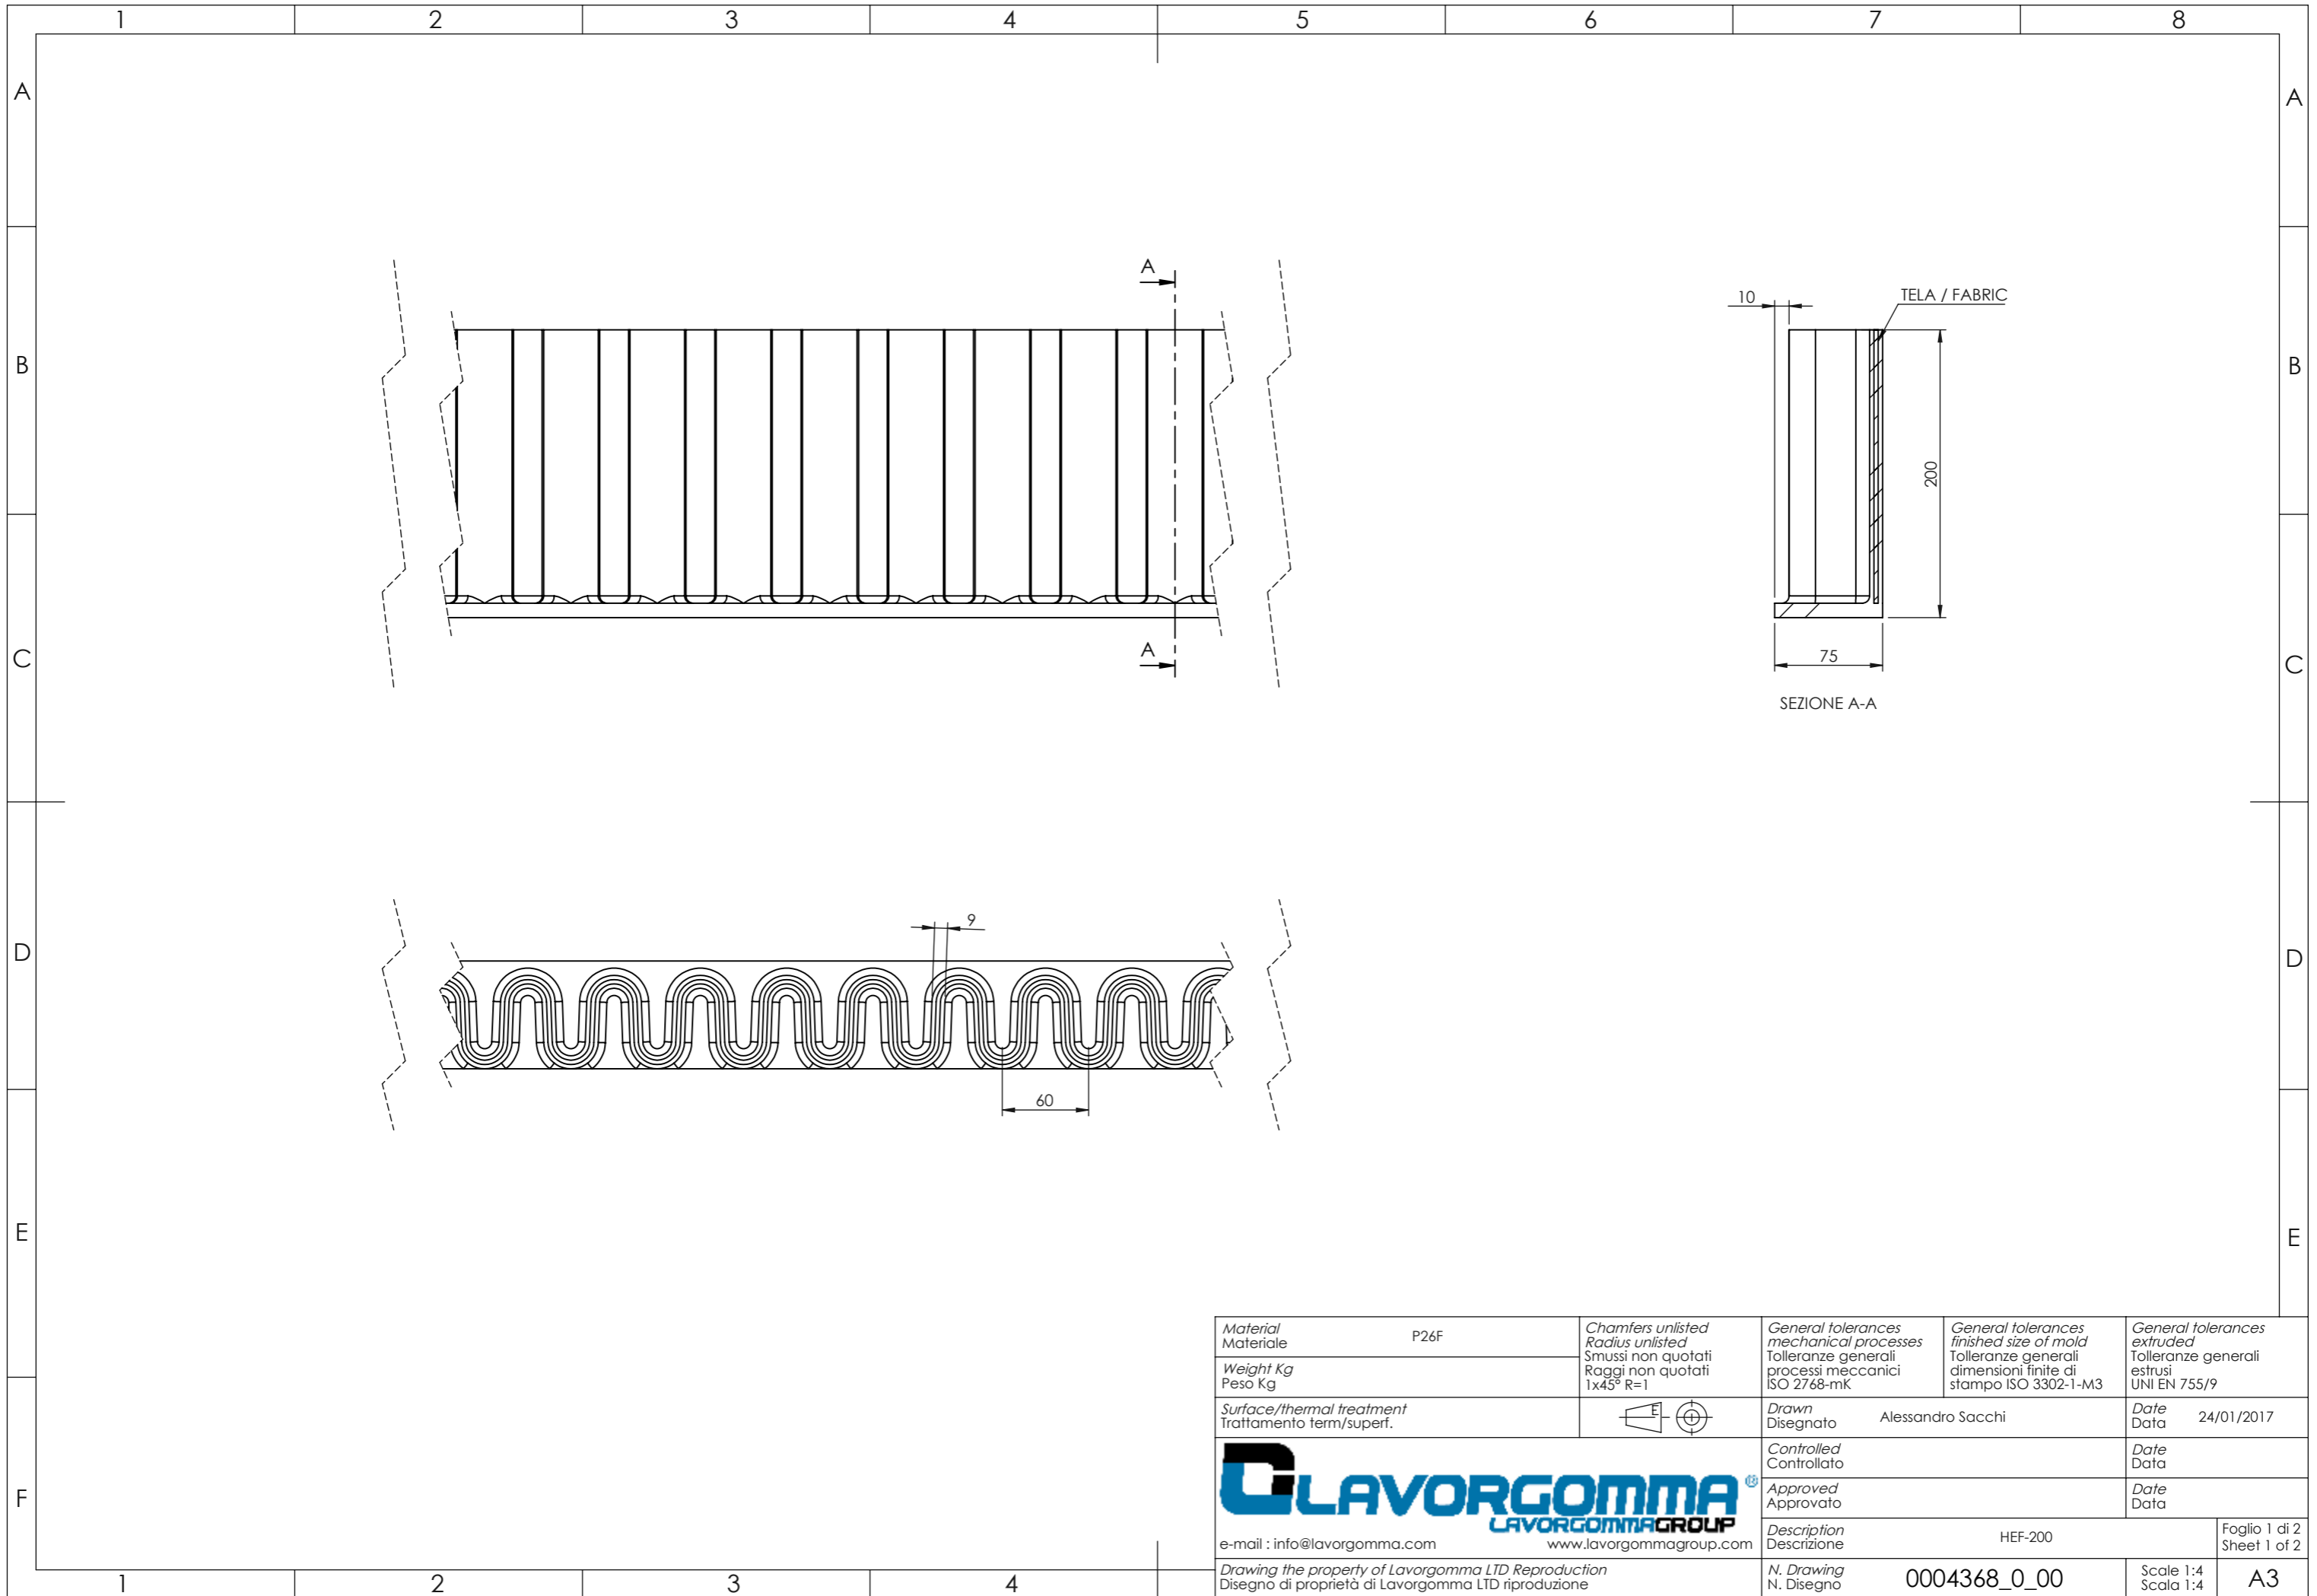 1 2 3 4 5 6 7 8
A A
B B
C C
D D
E E
F
A
A
10
TELA / FABRIC
200
75
SEZIONE A-A
9
60
Material
Materiale
P26F
Weight Kg
Peso Kg
Surface/thermal treatment
Trattamento term/superf.
Chamfers unlisted
Radius unlisted
Smussi non quotati
Raggi non quotati
1x45° R=1
E
General tolerances
mechanical processes
Tolleranze generali
processi meccanici
ISO 2768-mK
General tolerances
finished size of mold
Tolleranze generali
dimensioni finite di
stampo ISO 3302-1-M3
General tolerances
extruded
Tolleranze generali
estrusi
UNI EN 755/9
Drawn
Disegnato
Alessandro Sacchi
Date
Data
24/01/2017
Controlled
Controllato
Date
Data
Approved
Approvato
Date
Data
LAVORGOMMA®
LAVORGOMMAGROUP
e-mail : info@lavorgomma.com
www.lavorgommagroup.com
Description
Descrizione
HEF-200
Foglio 1 di 2
Sheet 1 of 2
Drawing the property of Lavorgomma LTD Reproduction
Disegno di proprietà di Lavorgomma LTD riproduzione
N. Drawing
N. Disegno
0004368_0_00
Scale 1:4
Scala 1:4
A3
1 2 3 4